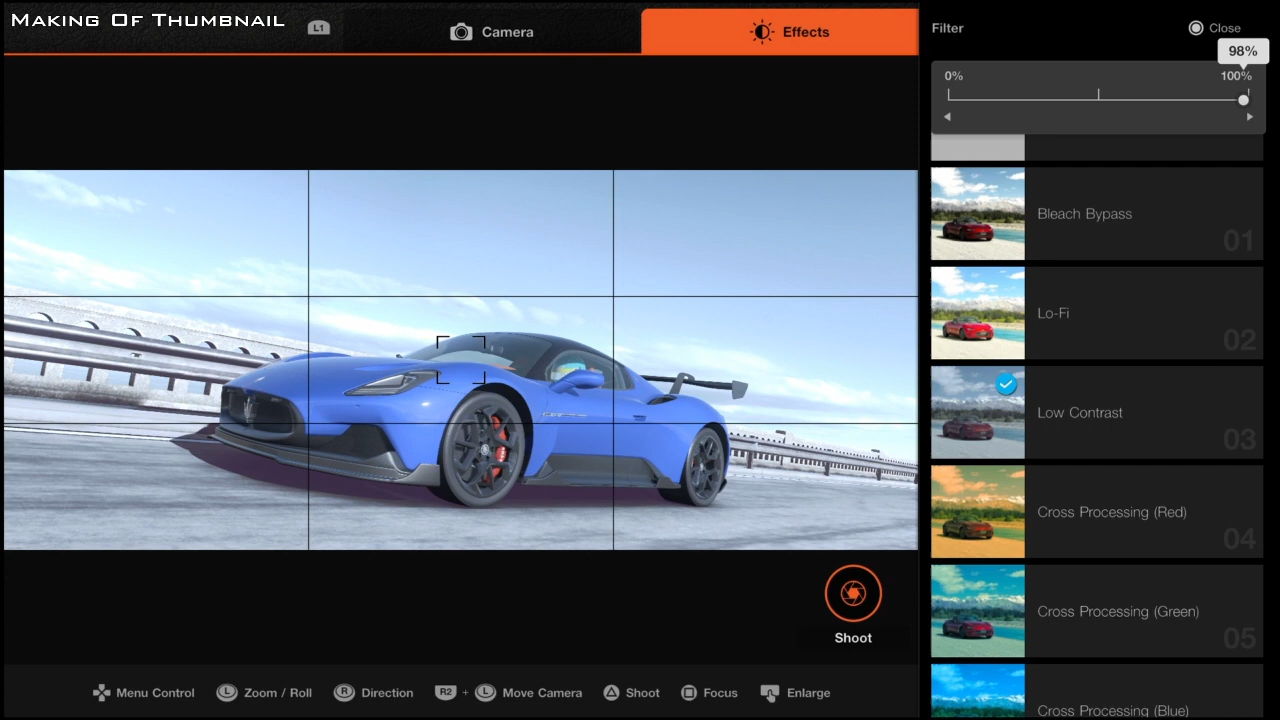 Making Of Thumbnail
L1
Camera
Effects
Filter
Close
98%
0%
100%
Bleach Bypass
01
Lo-Fi
02
Low Contrast
03
Cross Processing (Red)
04
Cross Processing (Green)
05
Cross Processing (Blue)
Shoot
Menu Control
L Zoom / Roll
R Direction
R2 + L Move Camera
Shoot
Focus
Enlarge